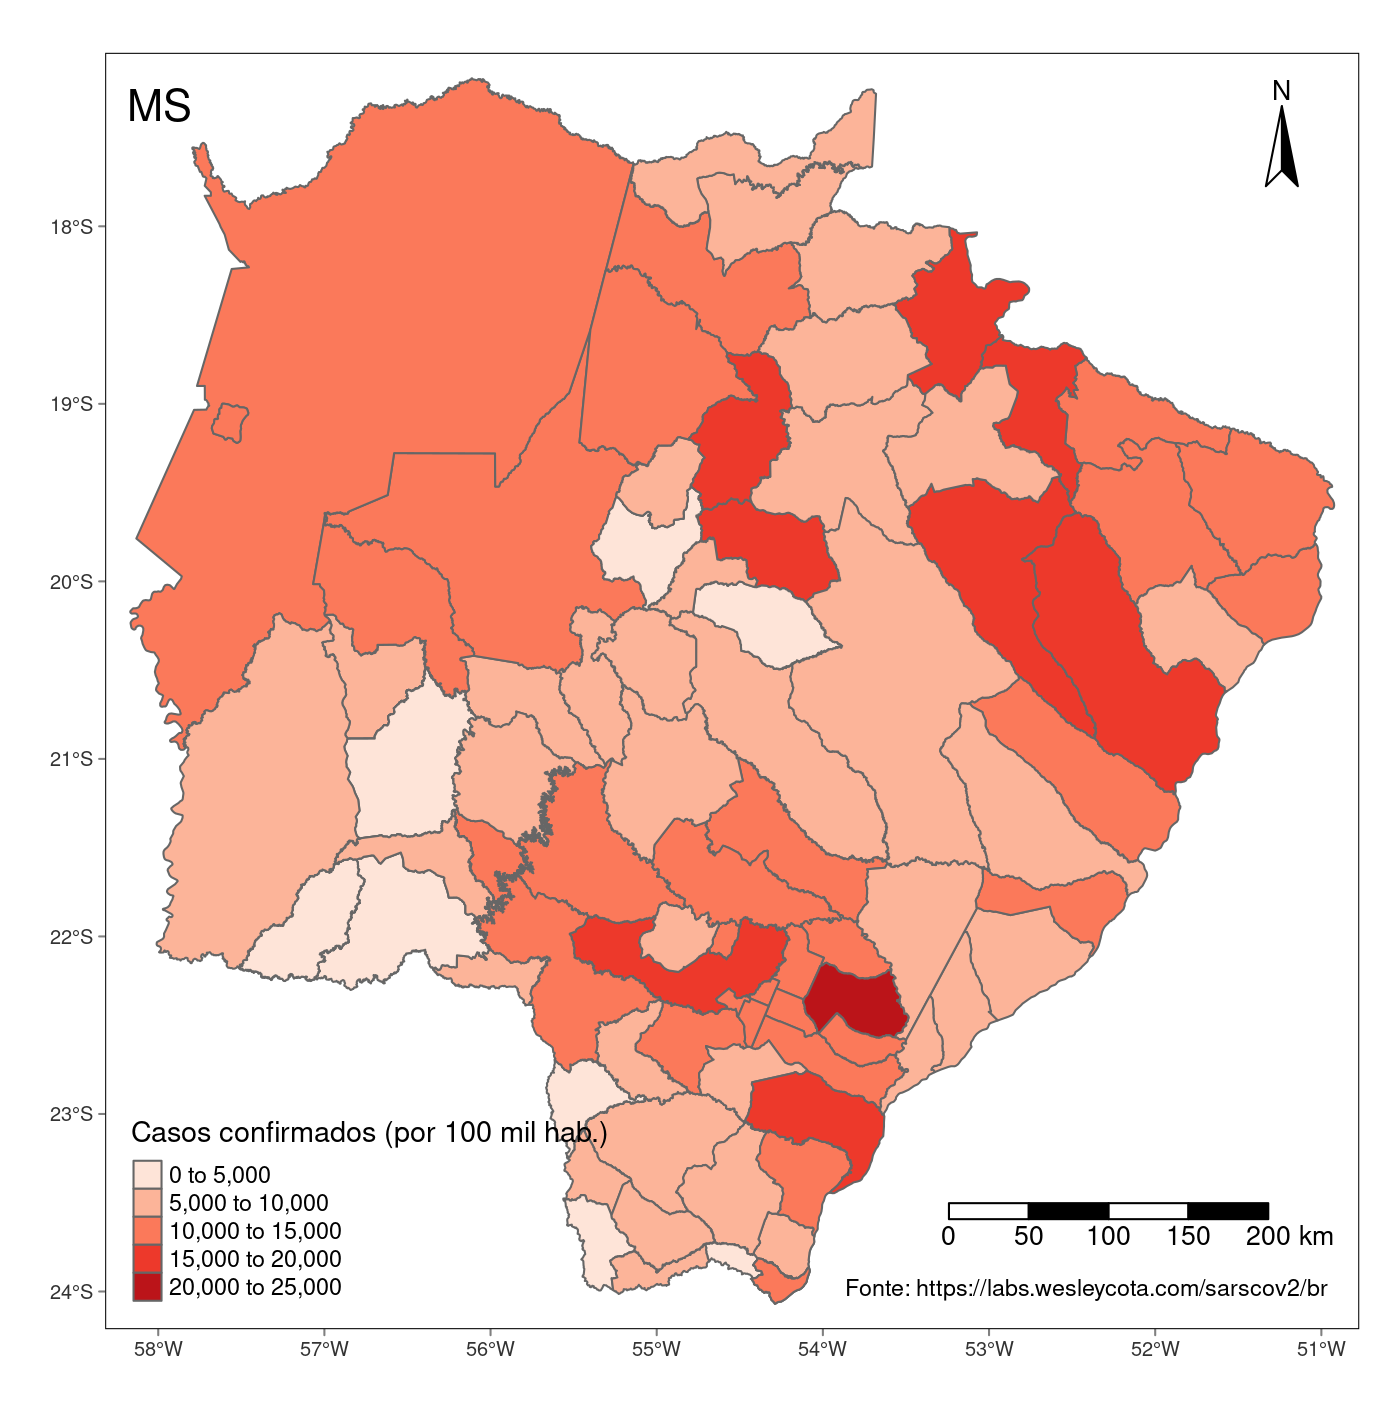 MS
N
18°S
19°S
20°S
21°S
22°S
23°S
24°S
Casos confirmados (por 100 mil hab.)
0 to 5,000
5,000 to 10,000
10,000 to 15,000
15,000 to 20,000
20,000 to 25,000
0 50 100 150 200 km
Fonte: https://labs.wesleycota.com/sarscov2/br
58°W 57°W 56°W 55°W 54°W 53°W 52°W 51°W